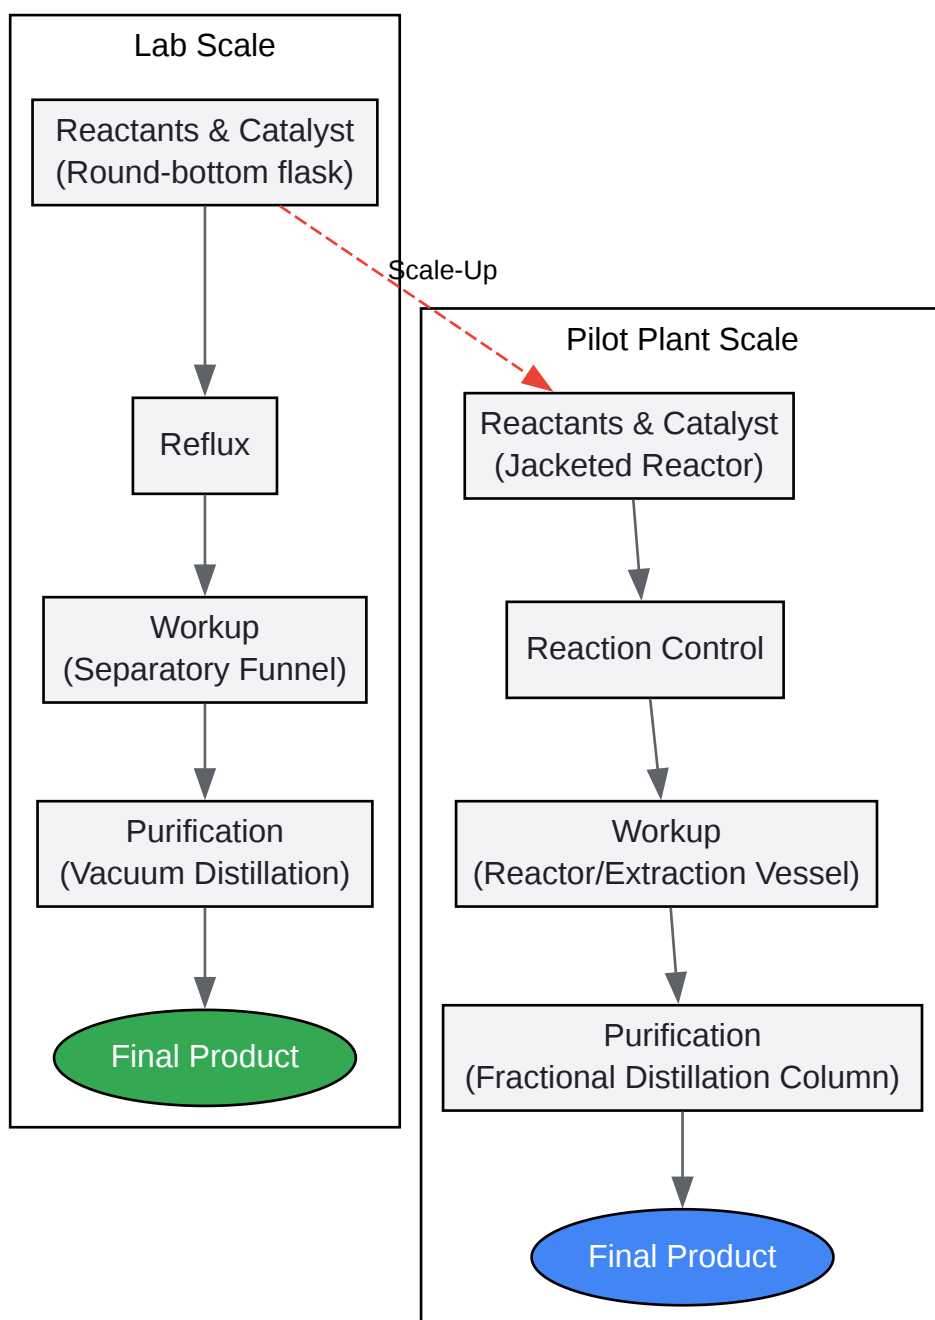 Lab Scale
Reactants & Catalyst
(Round-bottom flask)
Scale-Up
Reflux
Workup
(Separatory Funnel)
Purification
(Vacuum Distillation)
Final Product
Pilot Plant Scale
Reactants & Catalyst
(Jacketed Reactor)
Reaction Control
Workup
(Reactor/Extraction Vessel)
Purification
(Fractional Distillation Column)
Final Product